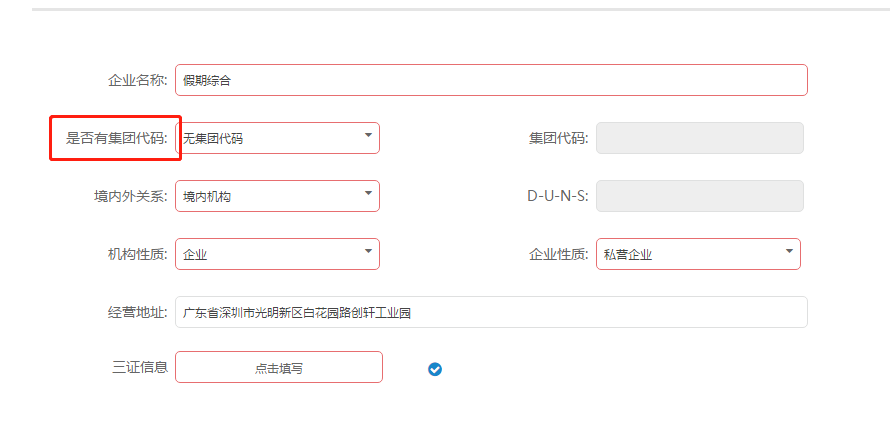 企业名称: 假期综合
是否有集团代码: 无集团代码 集团代码:
境内外关系: 境内机构 D-U-N-S:
机构性质: 企业 企业性质: 私营企业
经营地址: 广东省深圳市光明新区白花园路创轩工业园
三证信息 点击填写